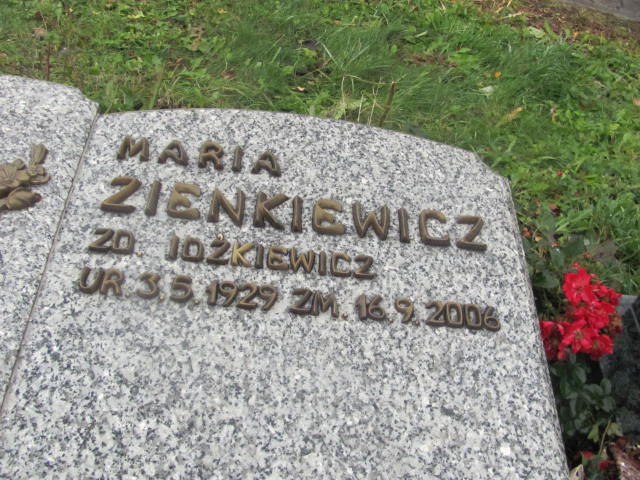 MARIA
ZIENKIEWICZ
ZD. IOŻKIEWICZ
UR. 3.5.1929 ZM. 16.9.2006